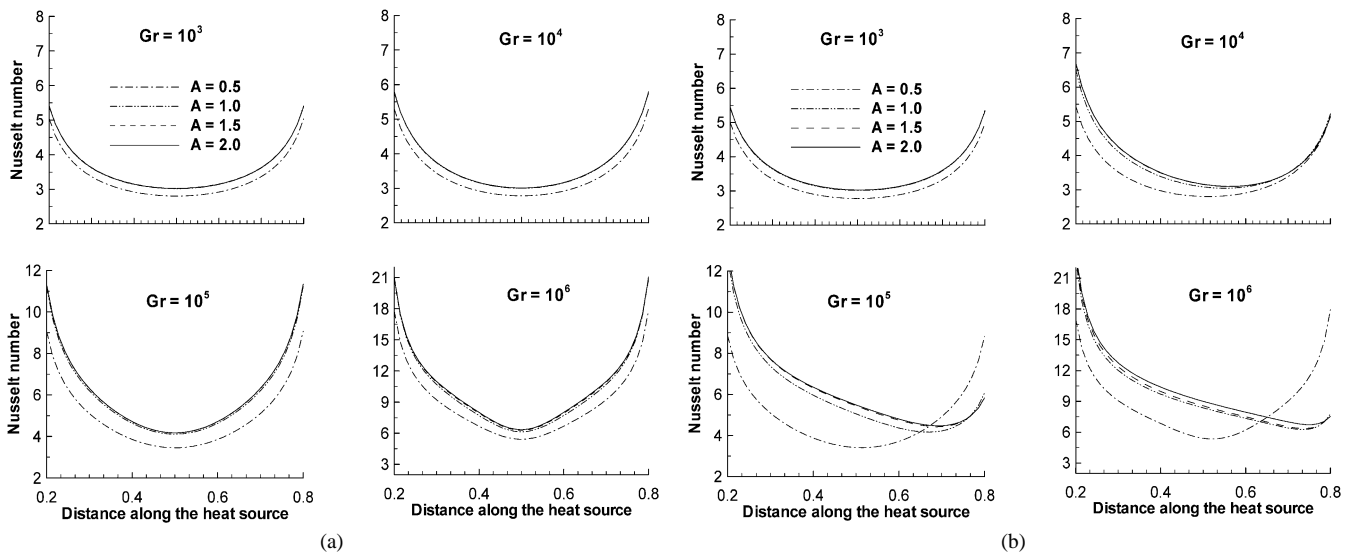 8
7
6
5
4
3
2
Nusselt number
Gr = 10³
A = 0.5
A = 1.0
A = 1.5
A = 2.0
8
7
6
5
4
3
2
Gr = 10⁴
12
10
8
6
4
2
Nusselt number
Gr = 10⁵
0.2 0.4 0.6 0.8
Distance along the heat source
21
18
15
12
9
6
3
Gr = 10⁶
0.2 0.4 0.6 0.8
Distance along the heat source
(a)
8
7
6
5
4
3
2
Nusselt number
Gr = 10³
A = 0.5
A = 1.0
A = 1.5
A = 2.0
8
7
6
5
4
3
2
Gr = 10⁴
12
10
8
6
4
2
Nusselt number
Gr = 10⁵
0.2 0.4 0.6 0.8
Distance along the heat source
21
18
15
12
9
6
3
Gr = 10⁶
0.2 0.4 0.6 0.8
Distance along the heat source
(b)